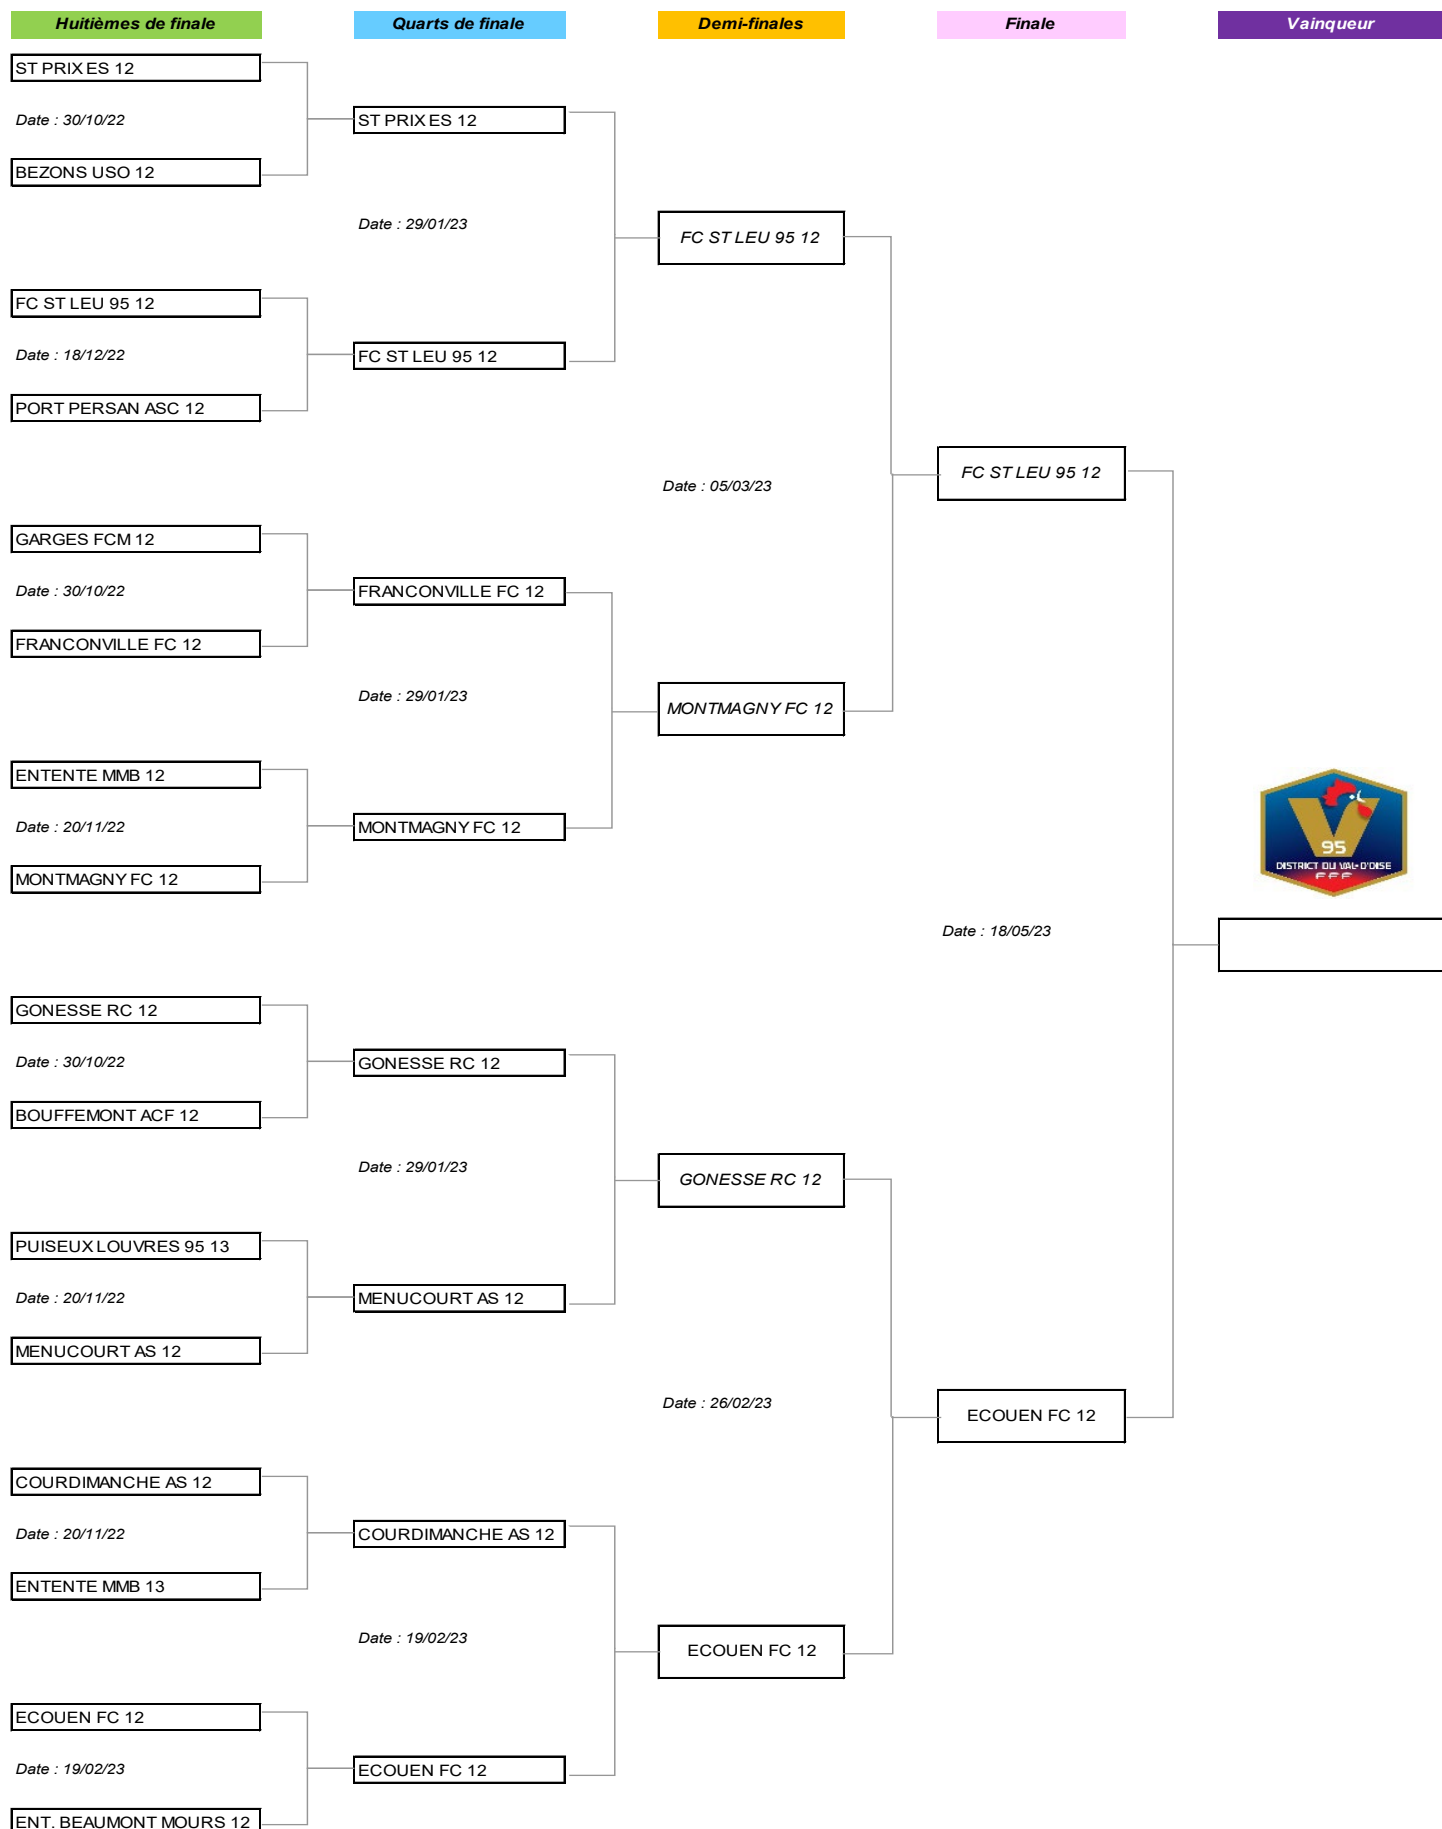 Huitièmes de finale
Quarts de finale
Demi-finales
Finale
Vainqueur
ST PRIX ES 12
Date : 30/10/22
ST PRIX ES 12
BEZONS USO 12
Date : 29/01/23
FC ST LEU 95 12
FC ST LEU 95 12
Date : 18/12/22
FC ST LEU 95 12
PORT PERSAN ASC 12
FC ST LEU 95 12
Date : 05/03/23
GARGES FCM 12
Date : 30/10/22
FRANCONVILLE FC 12
FRANCONVILLE FC 12
Date : 29/01/23
MONTMAGNY FC 12
ENTENTE MMB 12
Date : 20/11/22
MONTMAGNY FC 12
MONTMAGNY FC 12
95
DISTRICT DU VAL D'OISE
FFF
Date : 18/05/23
GONESSE RC 12
Date : 30/10/22
GONESSE RC 12
BOUFFEMONT ACF 12
Date : 29/01/23
GONESSE RC 12
PUISEUX LOUVRES 95 13
Date : 20/11/22
MENUCOURT AS 12
MENUCOURT AS 12
Date : 26/02/23
ECOUEN FC 12
COURDIMANCHE AS 12
Date : 20/11/22
COURDIMANCHE AS 12
ENTENTE MMB 13
Date : 19/02/23
ECOUEN FC 12
ECOUEN FC 12
Date : 19/02/23
ECOUEN FC 12
ENT. BEAUMONT MOURS 12